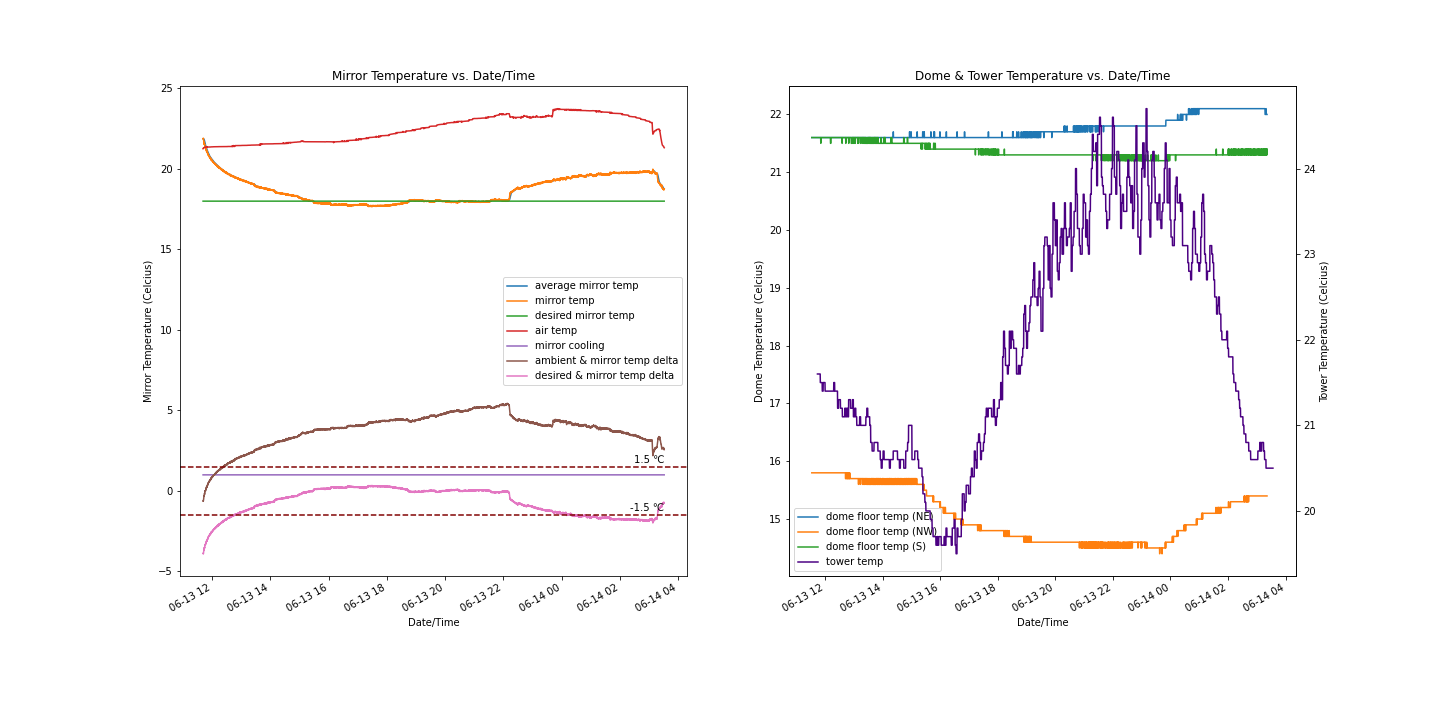 Mirror Temperature vs. Date/Time
Mirror Temperature (Celcius)
25
20
15
10
5
0
−5
average mirror temp
mirror temp
desired mirror temp
air temp
mirror cooling
ambient & mirror temp delta
desired & mirror temp delta
1.5 °C
-1.5 °C
06-13 12
06-13 14
06-13 16
06-13 18
06-13 20
06-13 22
06-14 00
06-14 02
06-14 04
Date/Time
Dome & Tower Temperature vs. Date/Time
Dome Temperature (Celcius)
22
21
20
19
18
17
16
15
dome floor temp (NE)
dome floor temp (NW)
dome floor temp (S)
tower temp
24
23
22
21
20
Tower Temperature (Celcius)
06-13 12
06-13 14
06-13 16
06-13 18
06-13 20
06-13 22
06-14 00
06-14 02
06-14 04
Date/Time